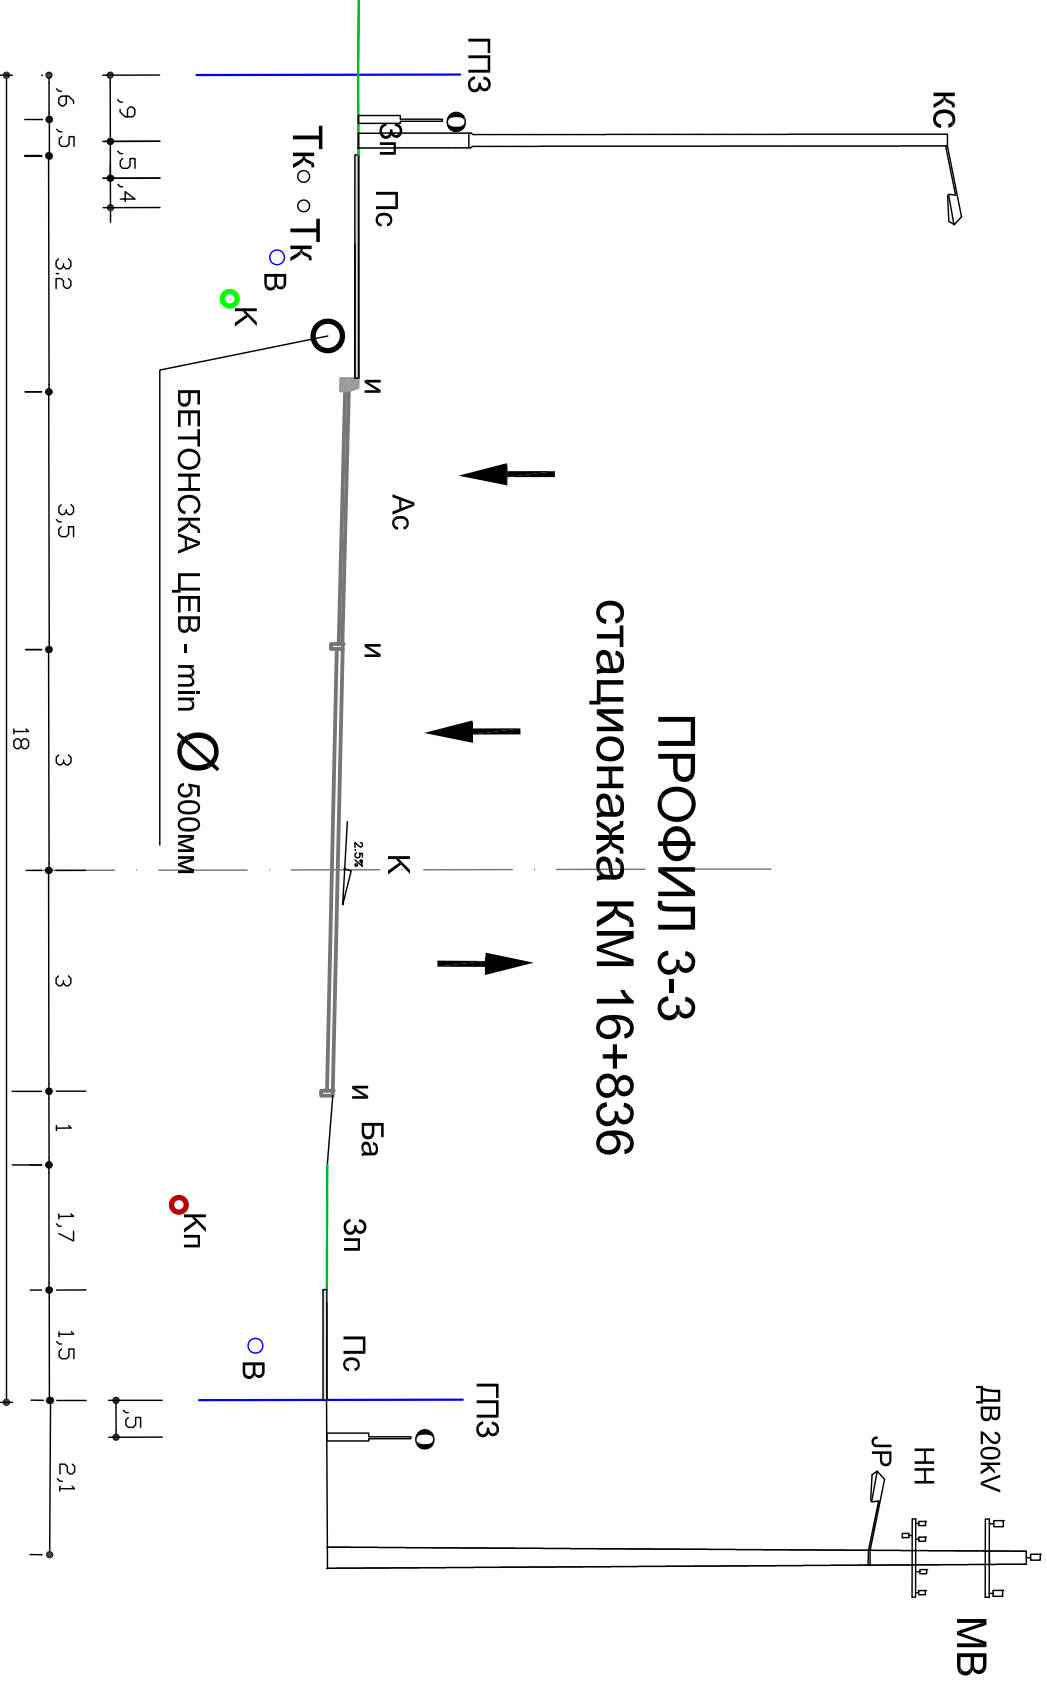 ПРОФИЛ 3-3
стационажа КМ 16+836
КС
ДВ 20kV
НН
ЈР
МВ
ГПЗ
О
Зп
Пс
и
Ас
и
К
2.5%
и
Ба
Зп
Пс
ГПЗ
О
Тк
Тк
В
К
Кп
В
БЕТОНСКА ЦЕВ - min Ø 500мм
,9
,5
,4
,5
,6
,5
3,2
3,5
3
3
1
1,7
1,5
2,1
18